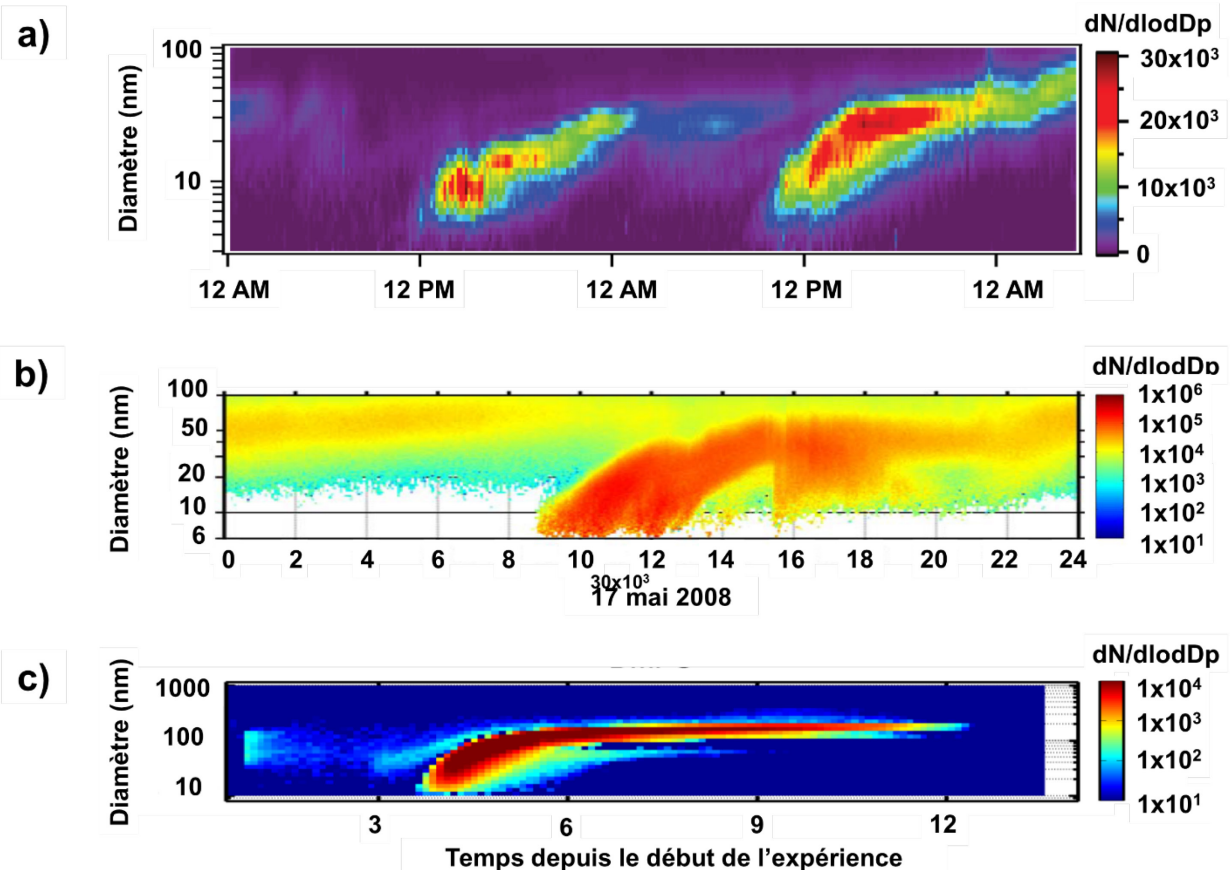 a)
dN/dlodDp
Diamètre (nm)
100
10
30x10³
20x10³
10x10³
0
12 AM
12 PM
12 AM
12 PM
12 AM
b)
dN/dlodDp
Diamètre (nm)
100
50
20
10
6
1x10⁶
1x10⁵
1x10⁴
1x10³
1x10²
1x10¹
0 2 4 6 8 10 12 14 16 18 20 22 24
30x10³
17 mai 2008
c)
dN/dlodDp
Diamètre (nm)
1000
100
10
1x10⁴
1x10³
1x10²
1x10¹
3 6 9 12
Temps depuis le début de l'expérience